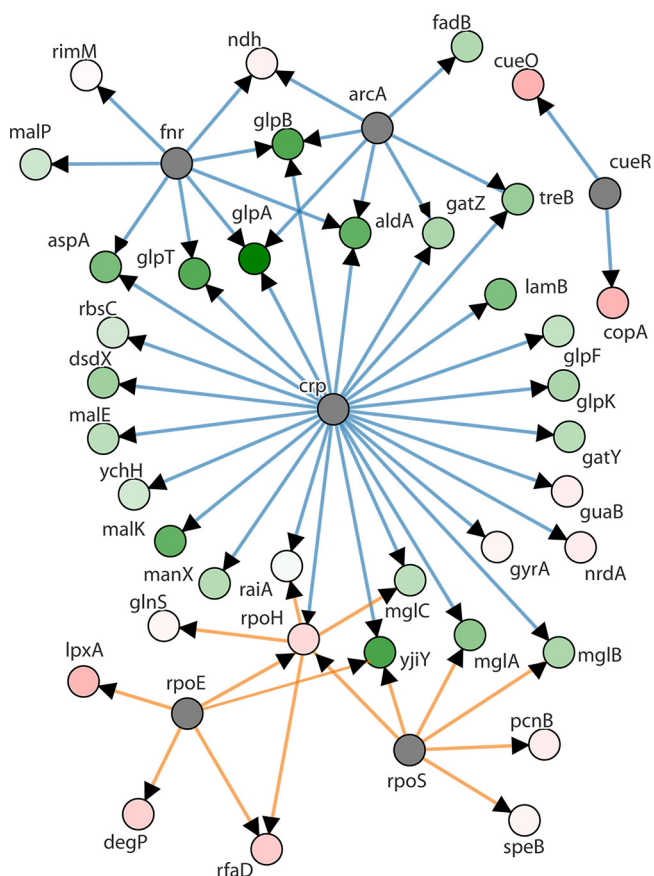 fadB
rimM
ndh
cueO
arcA
malP
fnr
glpB
cueR
glpA
aldA
gatZ
treB
aspA
glpT
lamB
rbsC
copA
dsdX
glpF
crp
glpK
malE
gatY
ychH
guaB
malK
gyrA
nrdA
manX
raiA
glnS
rpoH
mglC
lpxA
rpoE
yjiY
mglA
mglB
pcnB
rpoS
degP
speB
rfaD